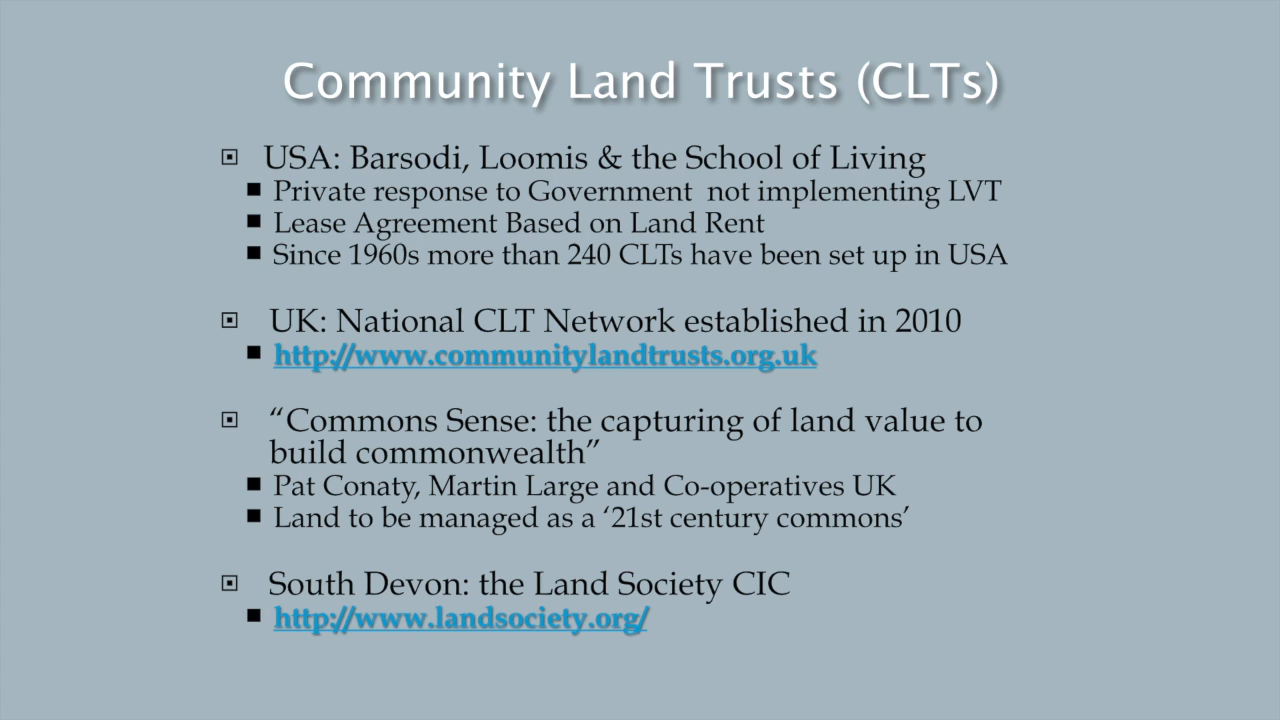 Community Land Trusts (CLTs)
USA: Barsodi, Loomis & the School of Living
Private response to Government not implementing LVT
Lease Agreement Based on Land Rent
Since 1960s more than 240 CLTs have been set up in USA
UK: National CLT Network established in 2010
http://www.communitylandtrusts.org.uk
“Commons Sense: the capturing of land value to
build commonwealth”
Pat Conaty, Martin Large and Co-operatives UK
Land to be managed as a ‘21st century commons’
South Devon: the Land Society CIC
http://www.landsociety.org/